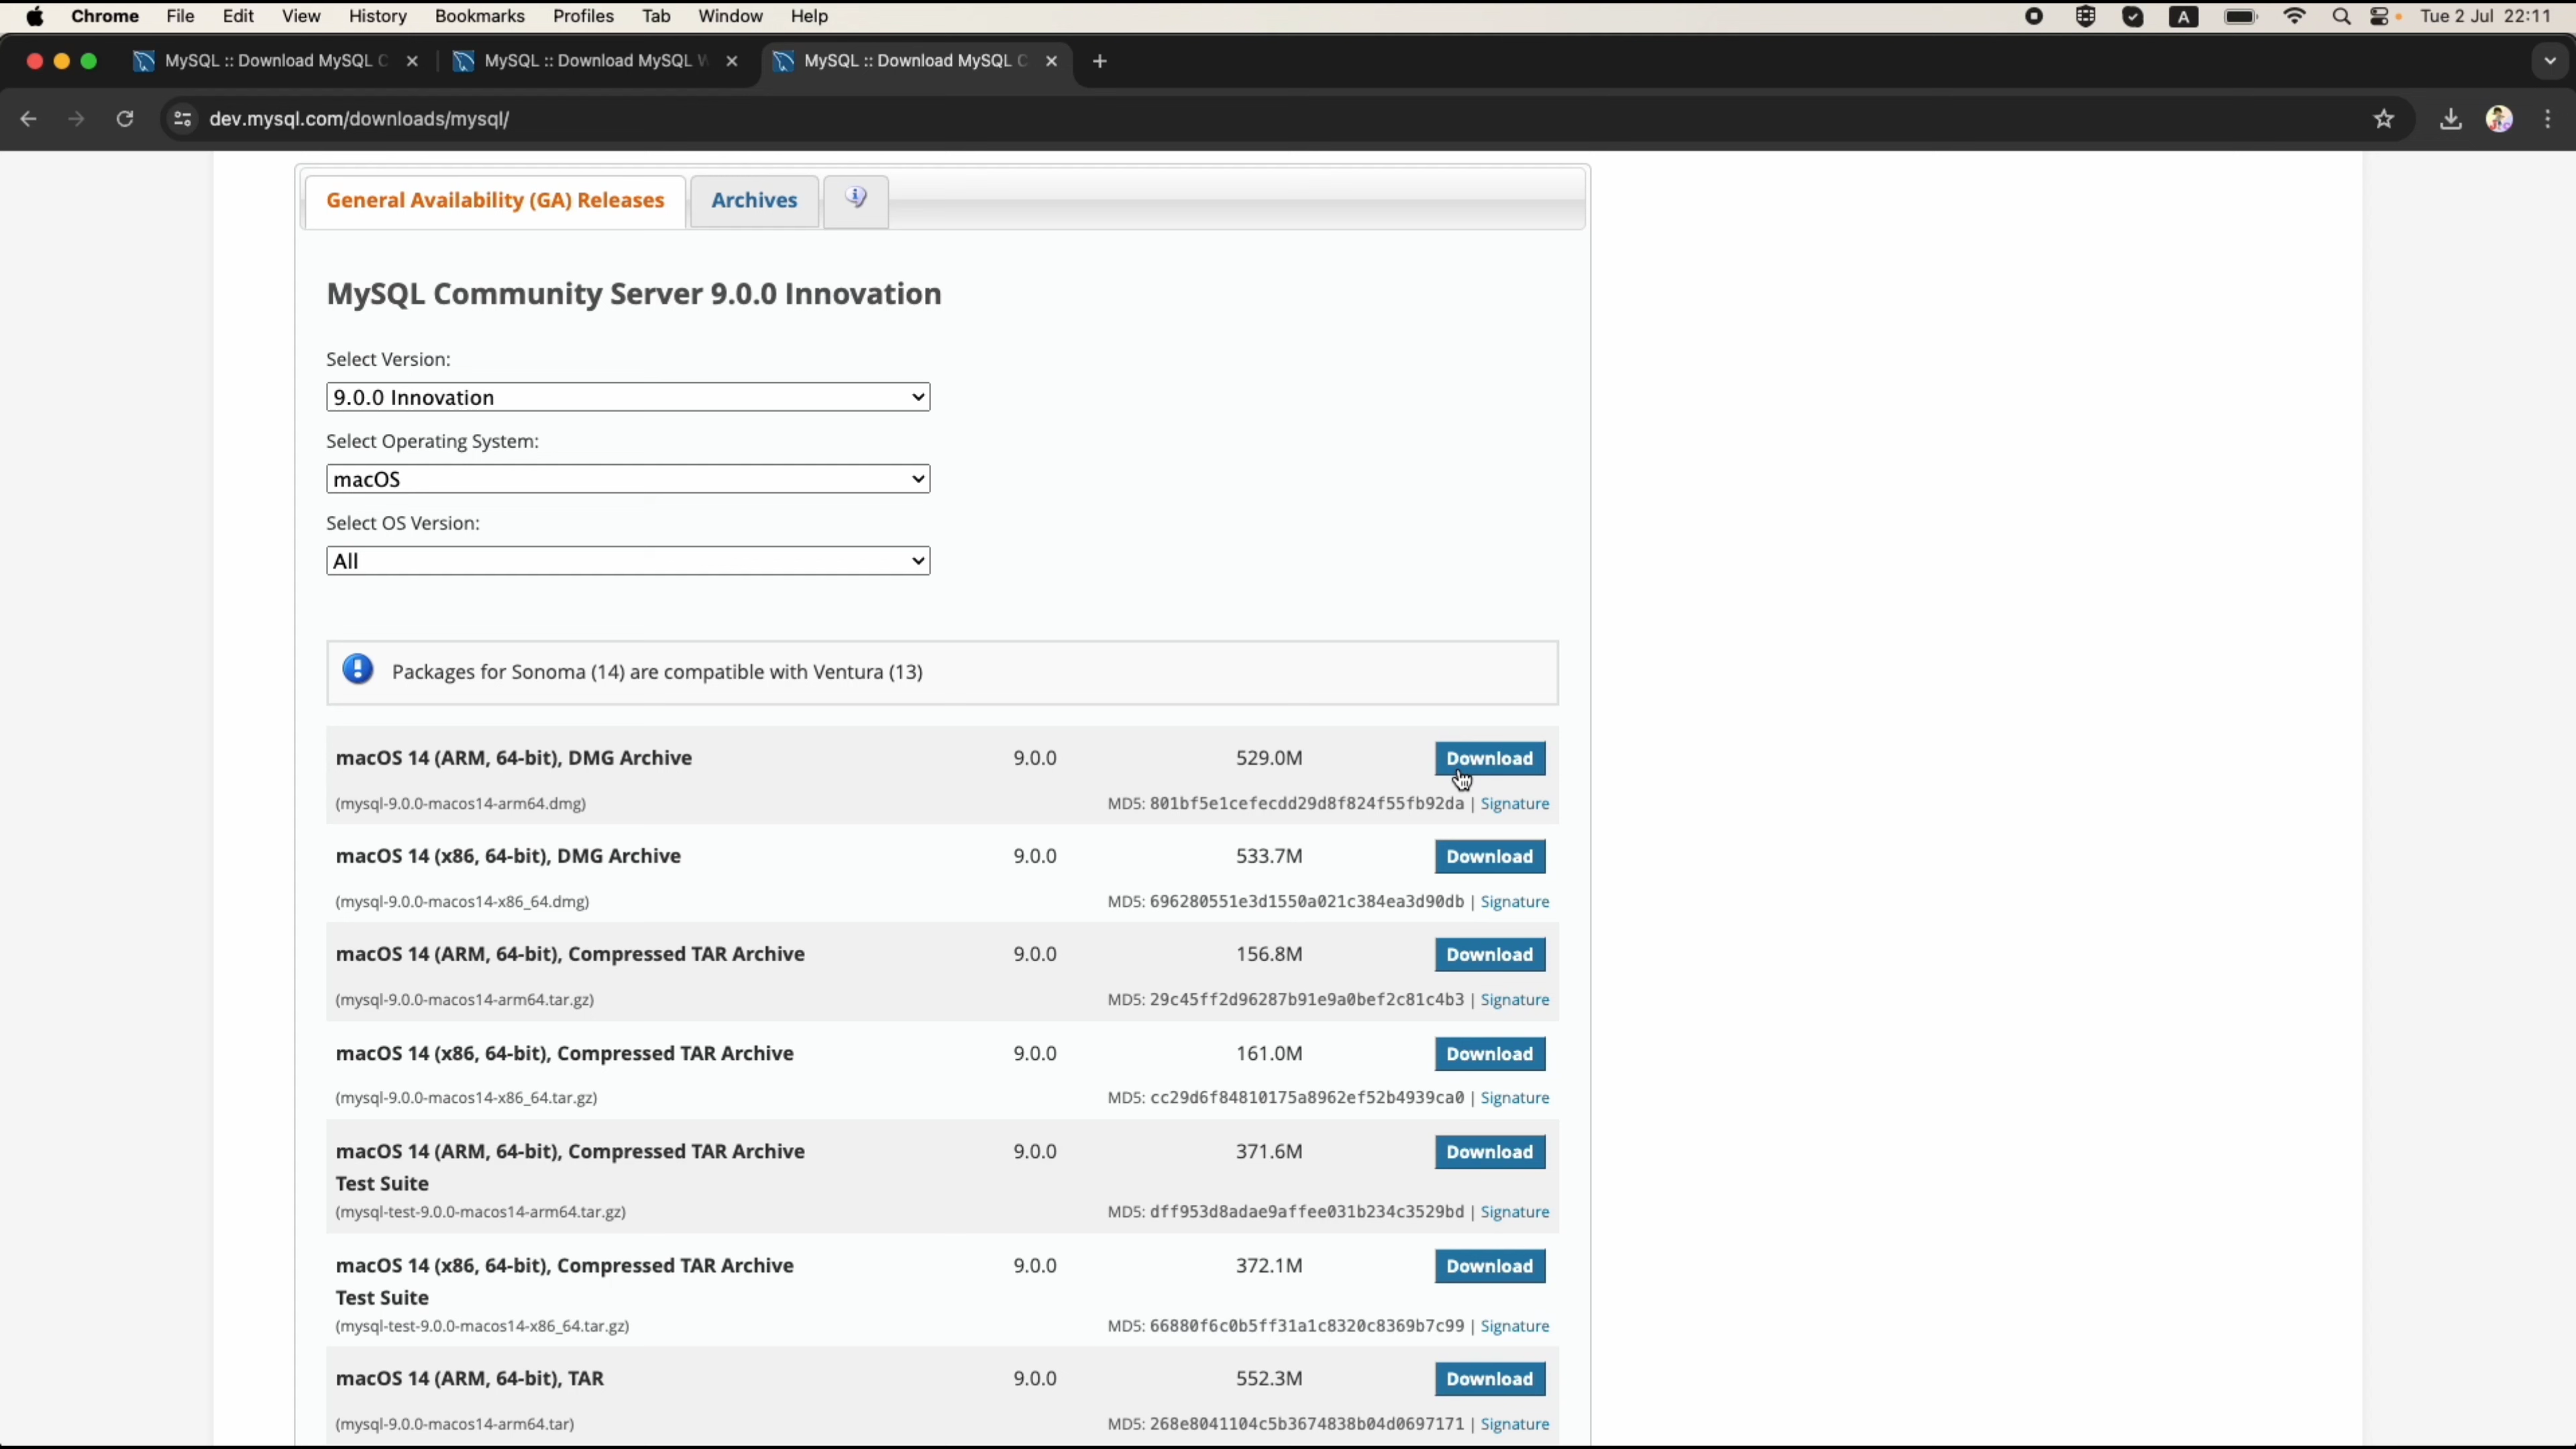 Chrome File Edit View History Bookmarks Profiles Tab Window Help A Tue 2 Jul 22:11
MySQL :: Download MySQL C MySQL :: Download MySQL W MySQL :: Download MySQL C
dev.mysql.com/downloads/mysql/
General Availability (GA) Releases Archives
MySQL Community Server 9.0.0 Innovation
Select Version:
9.0.0 Innovation
Select Operating System:
macOS
Select OS Version:
All
Packages for Sonoma (14) are compatible with Ventura (13)
macOS 14 (ARM, 64-bit), DMG Archive 9.0.0 529.0M Download
(mysql-9.0.0-macos14-arm64.dmg) MD5: 801bf5e1cefecdd29d8f824f55fb92da | Signature
macOS 14 (x86, 64-bit), DMG Archive 9.0.0 533.7M Download
(mysql-9.0.0-macos14-x86_64.dmg) MD5: 696280551e3d1550a021c384ea3d90db | Signature
macOS 14 (ARM, 64-bit), Compressed TAR Archive 9.0.0 156.8M Download
(mysql-9.0.0-macos14-arm64.tar.gz) MD5: 29c45ff2d96287b91e9a0bef2c81c4b3 | Signature
macOS 14 (x86, 64-bit), Compressed TAR Archive 9.0.0 161.0M Download
(mysql-9.0.0-macos14-x86_64.tar.gz) MD5: cc29d6f84810175a8962ef52b4939ca0 | Signature
macOS 14 (ARM, 64-bit), Compressed TAR Archive 9.0.0 371.6M Download
Test Suite
(mysql-test-9.0.0-macos14-arm64.tar.gz) MD5: dff953d8adae9affee031b234c3529bd | Signature
macOS 14 (x86, 64-bit), Compressed TAR Archive 9.0.0 372.1M Download
Test Suite
(mysql-test-9.0.0-macos14-x86_64.tar.gz) MD5: 66880f6c0b5ff31a1c8320c8369b7c99 | Signature
macOS 14 (ARM, 64-bit), TAR 9.0.0 552.3M Download
(mysql-9.0.0-macos14-arm64.tar) MD5: 268e8041104c5b3674838b04d0697171 | Signature